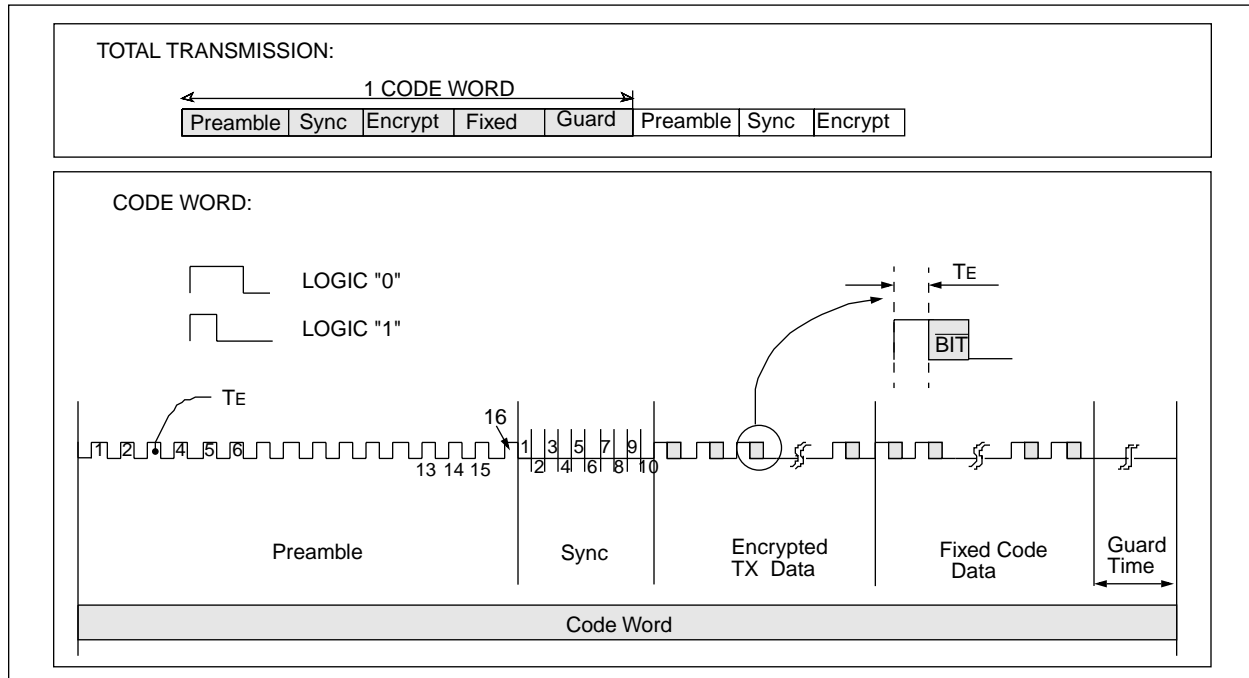 TOTAL TRANSMISSION:
1 CODE WORD
Preamble Sync Encrypt Fixed Guard Preamble Sync Encrypt
CODE WORD:
LOGIC "0"
LOGIC "1"
TE
BIT
TE
16
1 2 4 5 6
13 14 15
1 3 5 7 9
2 4 6 8 10
Preamble
Sync
Encrypted
TX Data
Fixed Code
Data
Guard
Time
Code Word